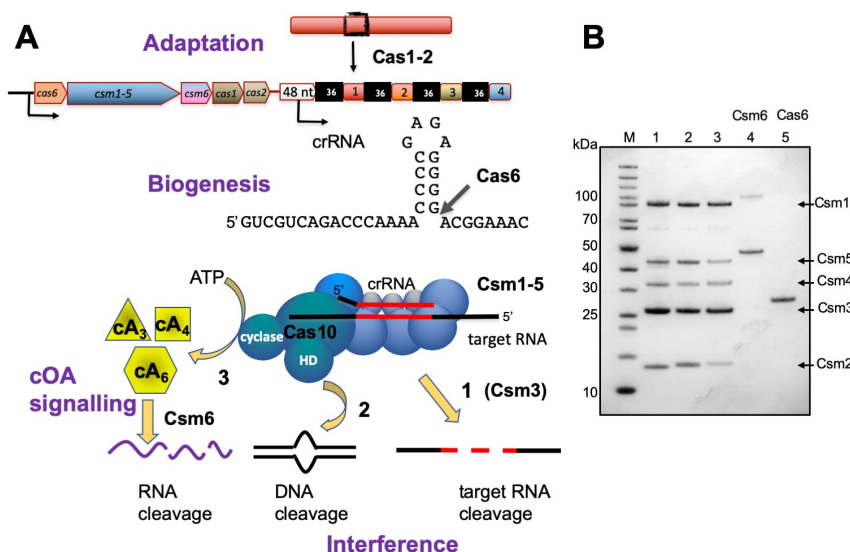 A
Adaptation
Cas1-2
cas6 csm1-5 csm6 cas1 cas2 48 nt 36 1 36 2 36 3 36 4
crRNA
A G
G A
C G
C G
C G
C G
Biogenesis
Cas6
5'GUCGUCAGACCCAAAA ACGGAAAC
ATP
5'
crRNA
Csm1-5
5'
target RNA
Cas10
cyclase
HD
cA3 cA4
cA6
cOA
signalling
3
Csm6
2
1 (Csm3)
RNA
cleavage
DNA
cleavage
target RNA
cleavage
Interference
B
Csm6 Cas6
kDa M 1 2 3 4 5
100
70
50
40
30
25
15
10
Csm1
Csm5
Csm4
Csm3
Csm2